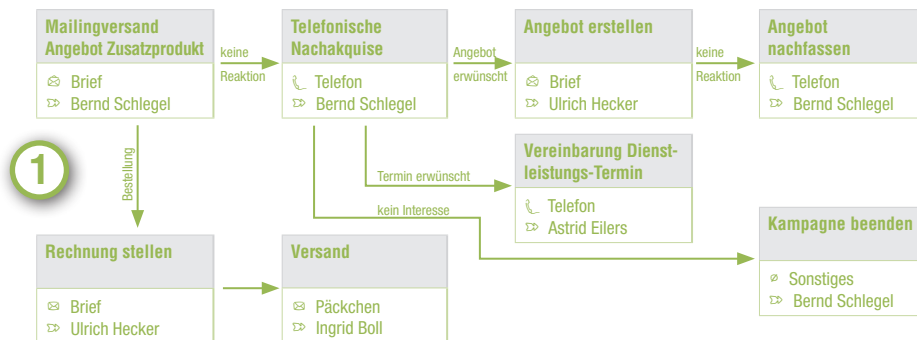 Mailingversand
Angebot Zusatzprodukt
Brief
Bernd Schlegel
keine
Reaktion
Telefonische
Nachakquise
Telefon
Bernd Schlegel
Angebot
erwünscht
Angebot erstellen
Brief
Ulrich Hecker
keine
Reaktion
Angebot
nachfassen
Telefon
Bernd Schlegel
1
Bestellung
Termin erwünscht
Vereinbarung Dienst-
leistungs-Termin
Telefon
Astrid Eilers
kein Interesse
Kampagne beenden
Sonstiges
Bernd Schlegel
Rechnung stellen
Brief
Ulrich Hecker
Versand
Päckchen
Ingrid Boll